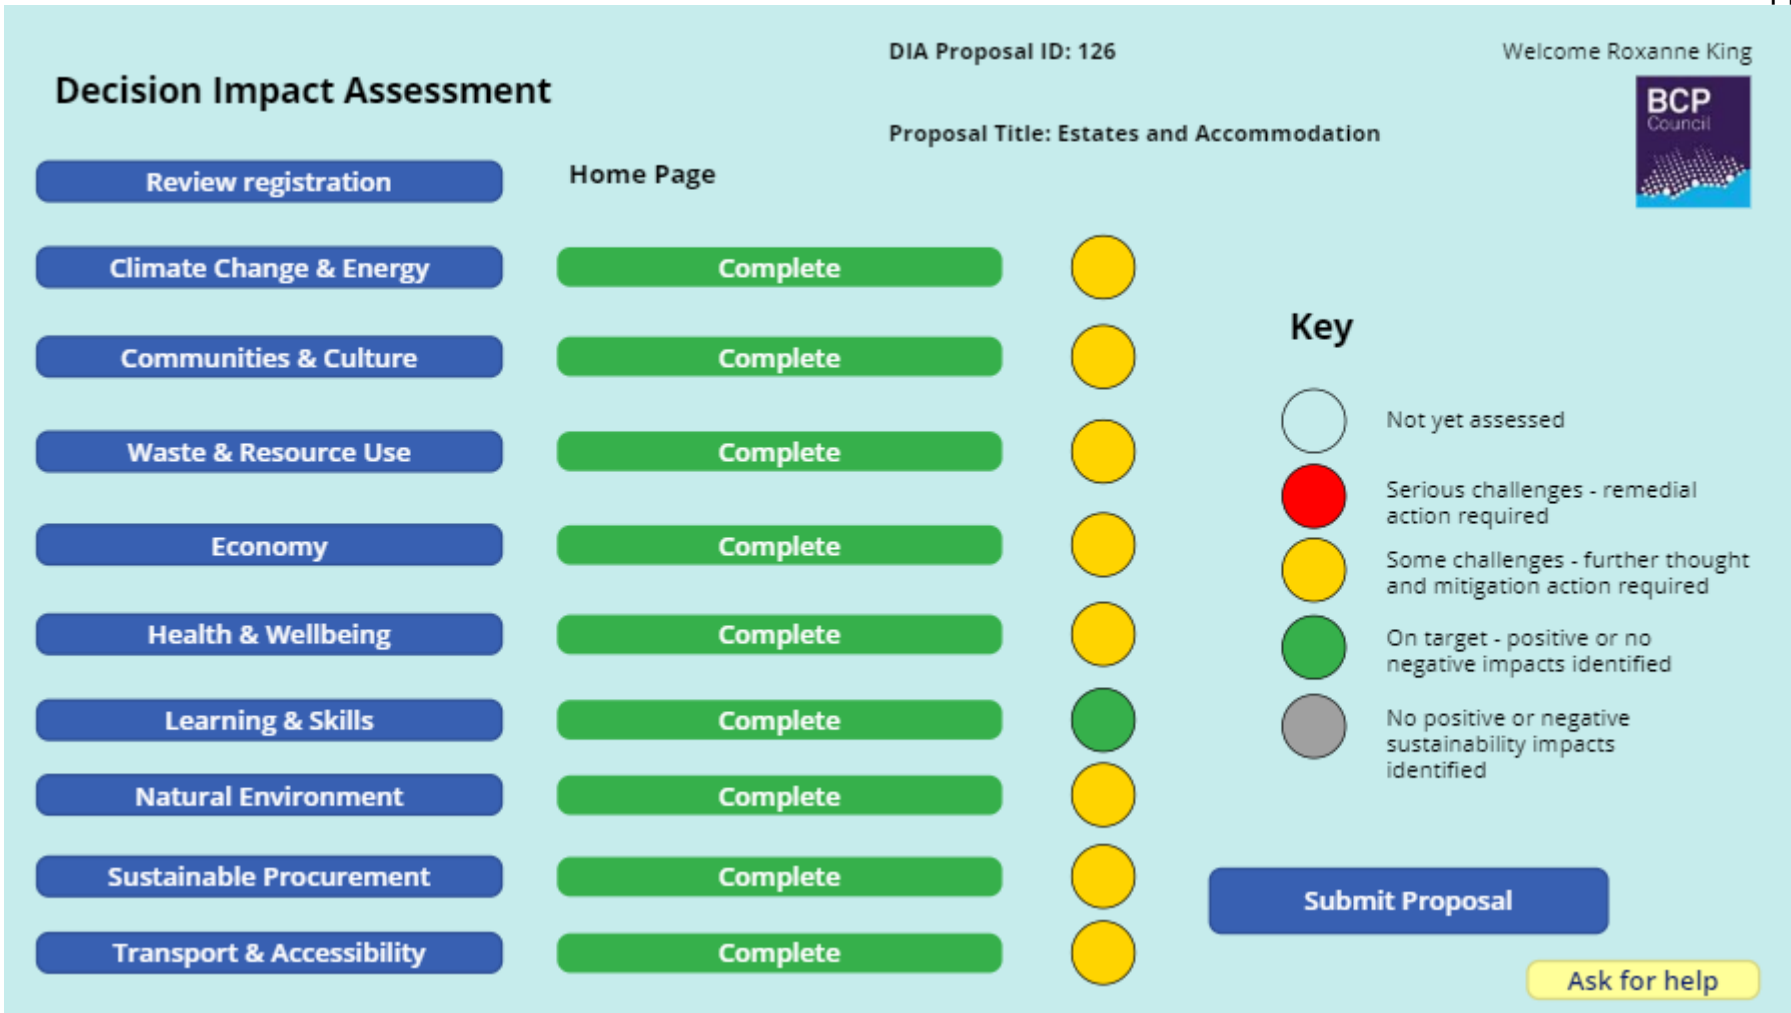 DIA Proposal ID: 126
Welcome Roxanne King
Decision Impact Assessment
BCP
Council
Proposal Title: Estates and Accommodation
Review registration
Home Page
Climate Change & Energy
Complete
Communities & Culture
Complete
Waste & Resource Use
Complete
Economy
Complete
Health & Wellbeing
Complete
Learning & Skills
Complete
Natural Environment
Complete
Sustainable Procurement
Complete
Transport & Accessibility
Complete
Key
Not yet assessed
Serious challenges - remedial
action required
Some challenges - further thought
and mitigation action required
On target - positive or no
negative impacts identified
No positive or negative
sustainability impacts
identified
Submit Proposal
Ask for help